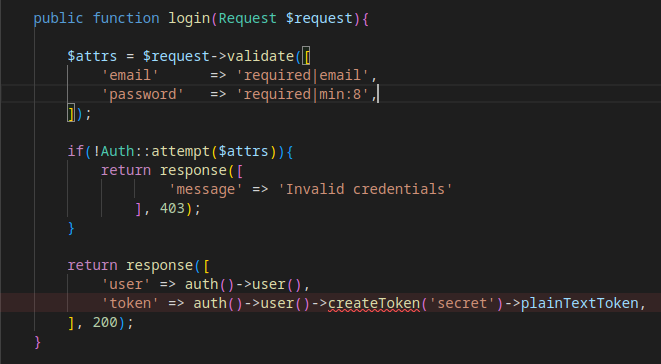 public function login(Request $request){
$attrs = $request->validate([
'email' => 'required|email',
'password' => 'required|min:8',
]);
if(!Auth::attempt($attrs)){
return response([
'message' => 'Invalid credentials'
], 403);
}
return response([
'user' => auth()->user(),
'token' => auth()->user()->createToken('secret')->plainTextToken,
], 200);
}